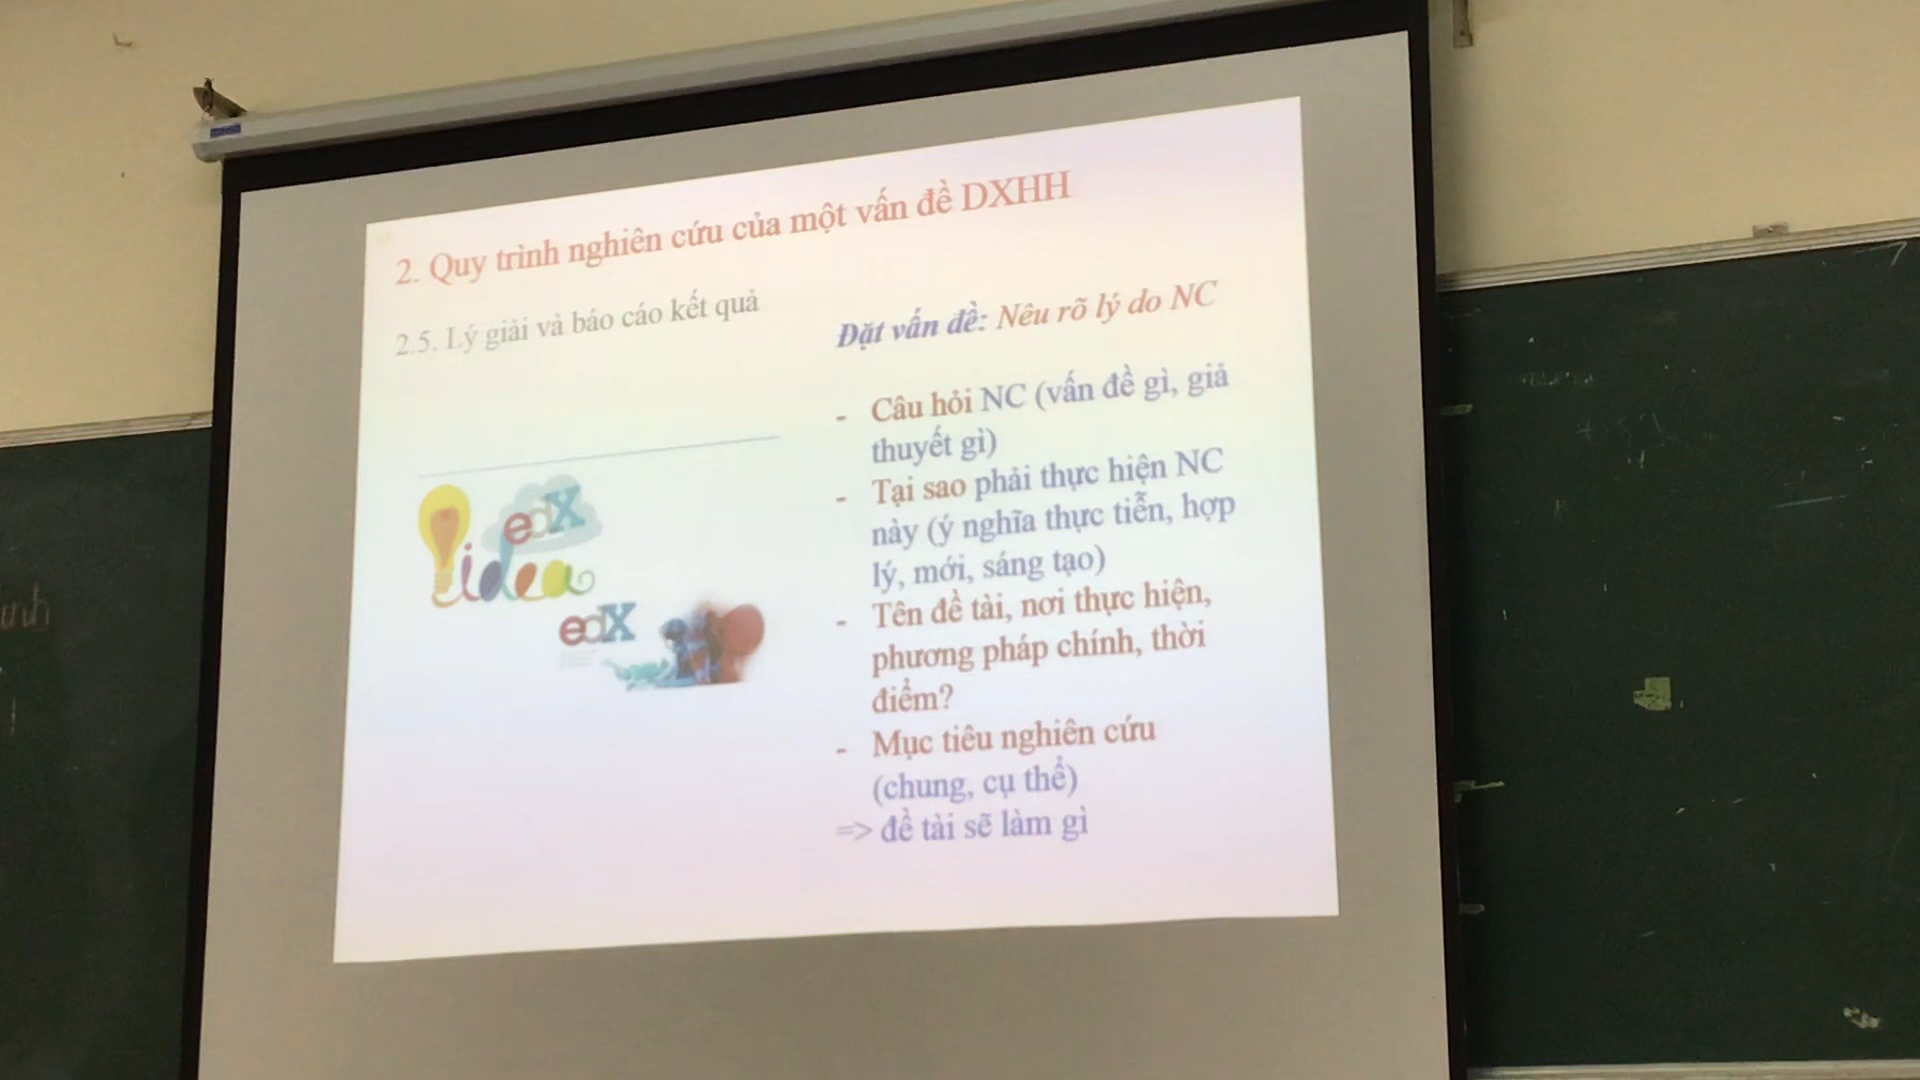 2. Quy trình nghiên cứu của một vấn đề DXHH
2.5. Lý giải và báo cáo kết quả
edX
idea
edX
Đặt vấn đề: Nêu rõ lý do NC
- Câu hỏi NC (vấn đề gì, giả
thuyết gì)
- Tại sao phải thực hiện NC
này (ý nghĩa thực tiễn, hợp
lý, mới, sáng tạo)
- Tên đề tài, nơi thực hiện,
phương pháp chính, thời
điểm?
- Mục tiêu nghiên cứu
(chung, cụ thể)
=> đề tài sẽ làm gì